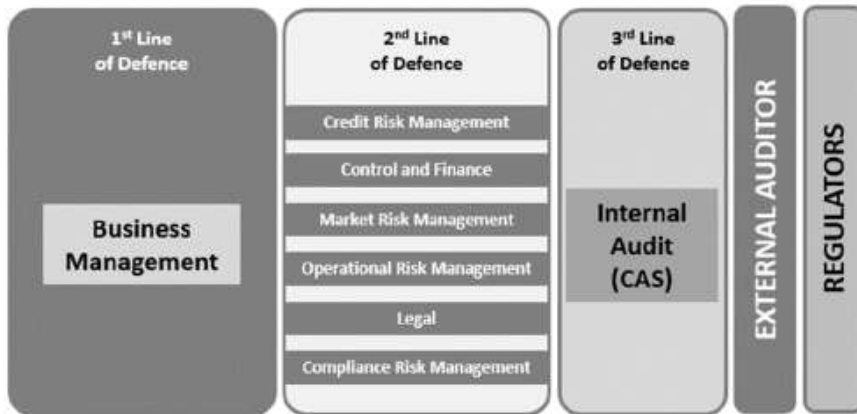 1st Line
of Defence
Business
Management
2nd Line
of Defence
Credit Risk Management
Control and Finance
Market Risk Management
Operational Risk Management
Legal
Compliance Risk Management
3rd Line
of Defence
Internal
Audit
(CAS)
EXTERNAL AUDITOR
REGULATORS